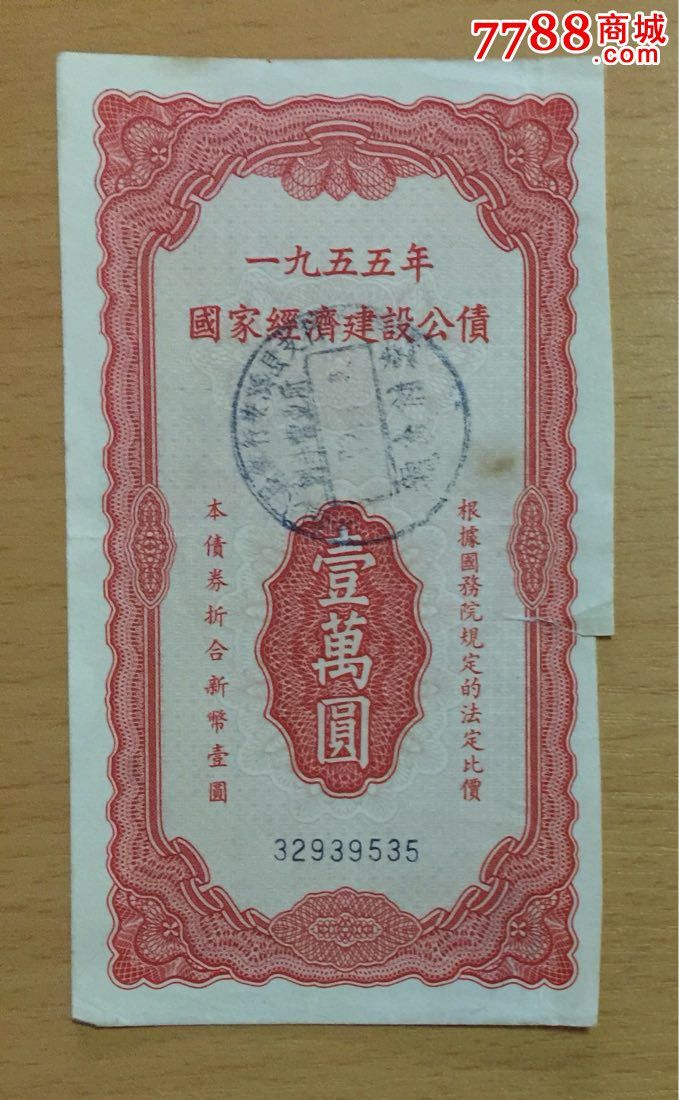 7788商城
.com
一九五五年
國家經濟建設公債
根據國務院規定的法定比價
本債券折合新幣壹圓
壹萬圓
32939535